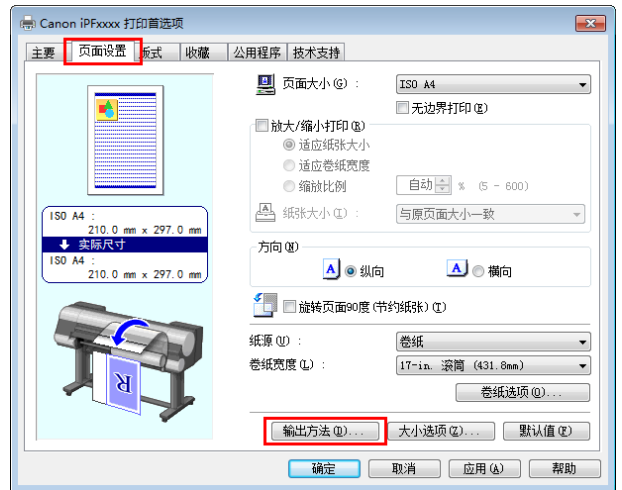 Canon iPFxxxx 打印首选项
主要 页面设置 版式 收藏 公用程序 技术支持
页面大小(G) : ISO A4
无边界打印(E)
放大/缩小打印(R)
适应纸张大小
适应卷纸宽度
缩放比例 自动 % (5 - 600)
纸张大小(I) : 与原页面大小一致
ISO A4 :
210.0 mm x 297.0 mm
实际尺寸
ISO A4 :
210.0 mm x 297.0 mm
方向(N)
A 纵向 A 横向
旋转页面90度(节约纸张)(T)
纸源(U) : 卷纸
卷纸宽度(L) : 17-in. 滚筒 (431.8mm)
卷纸选项(O)...
R
输出方法(D)... 大小选项(Z)... 默认值(F)
确定 取消 应用(A) 帮助